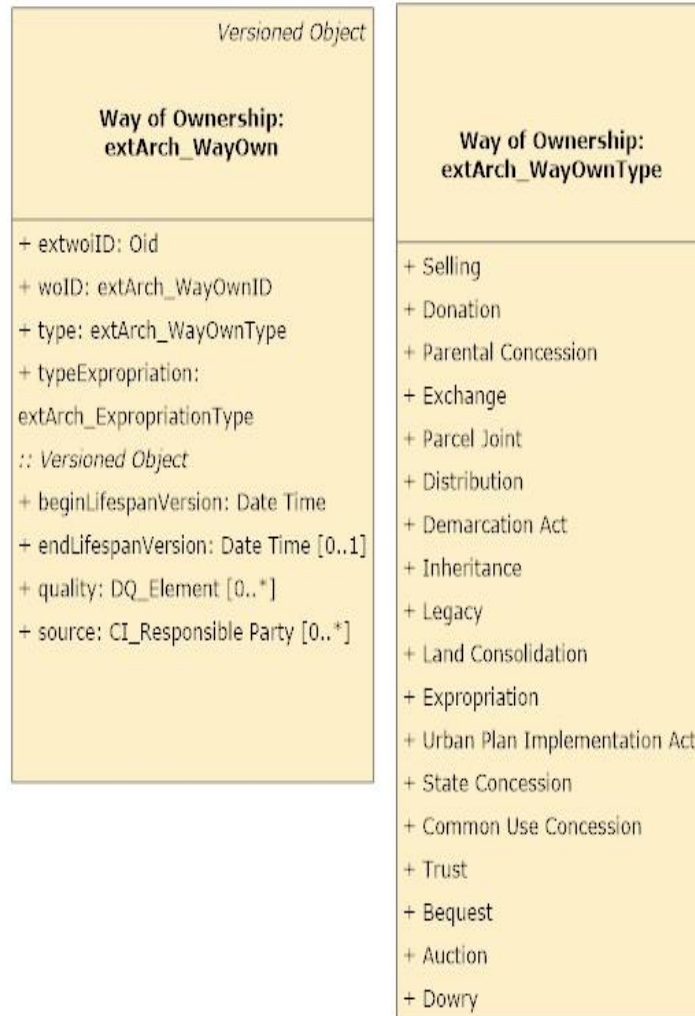 Versioned Object
Way of Ownership:
extArch_WayOwn
+ extwoiID: Oid
+ woID: extArch_WayOwnID
+ type: extArch_WayOwnType
+ typeExpropriation:
extArch_ExpropriationType
:: Versioned Object
+ beginLifespanVersion: Date Time
+ endLifespanVersion: Date Time [0..1]
+ quality: DQ_Element [0..*]
+ source: CI_Responsible Party [0..*]
Way of Ownership:
extArch_WayOwnType
+ Selling
+ Donation
+ Parental Concession
+ Exchange
+ Parcel Joint
+ Distribution
+ Demarcation Act
+ Inheritance
+ Legacy
+ Land Consolidation
+ Expropriation
+ Urban Plan Implementation Act
+ State Concession
+ Common Use Concession
+ Trust
+ Bequest
+ Auction
+ Dowry